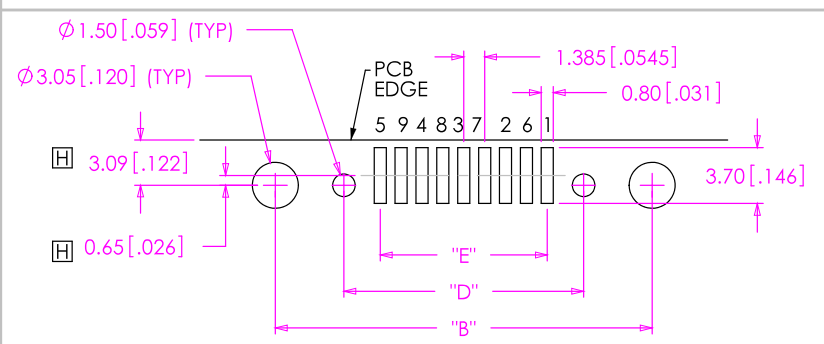 Ø1.50[.059] (TYP)
Ø3.05[.120] (TYP)
PCB
EDGE
1.385[.0545]
0.80[.031]
5 9 4 8 3 7 2 6 1
H 3.09[.122]
3.70[.146]
H 0.65[.026]
"E"
"D"
"B"